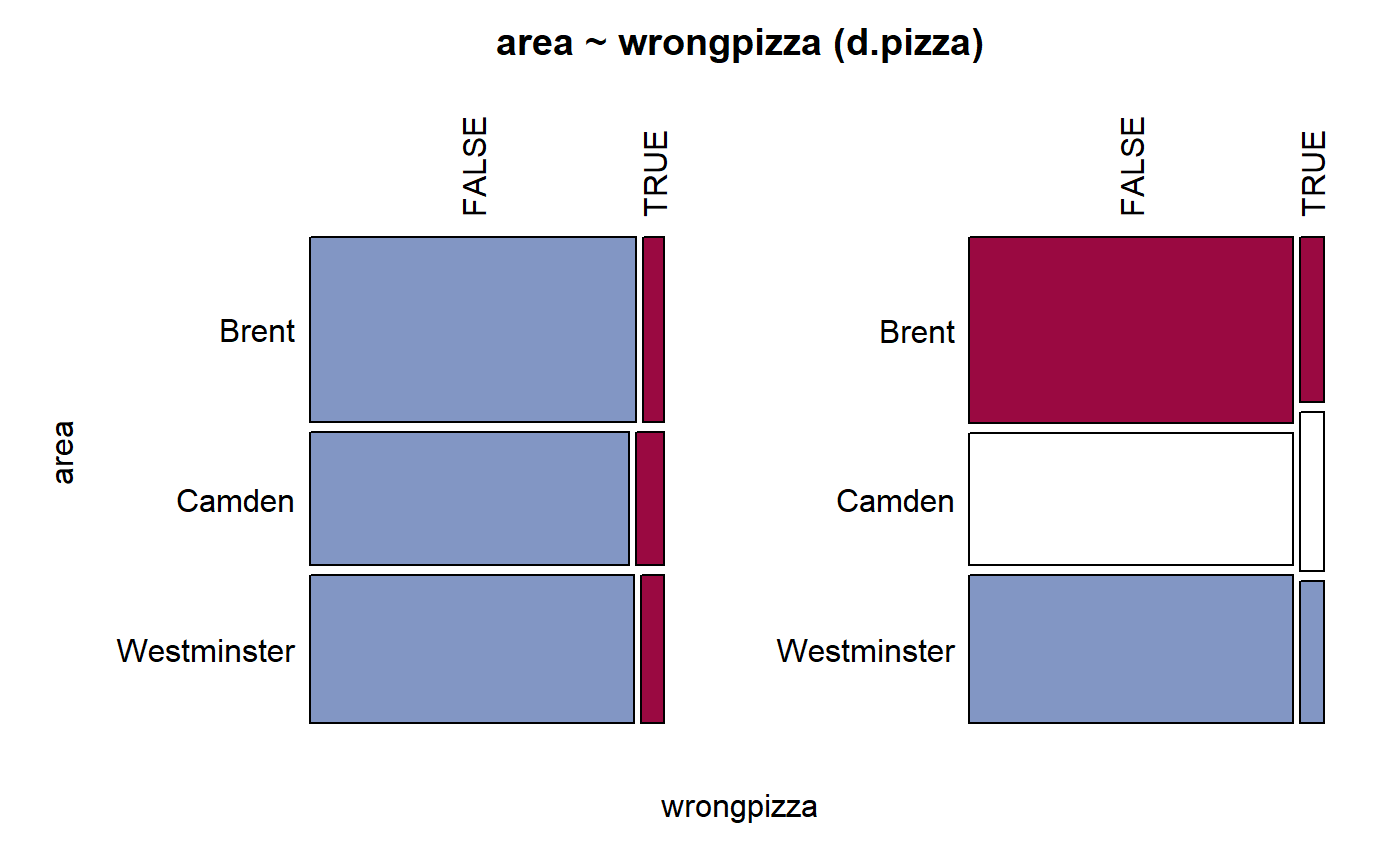 area ~ wrongpizza (d.pizza)
FALSE
TRUE
FALSE
TRUE
area
Brent
Camden
Westminster
Brent
Camden
Westminster
wrongpizza